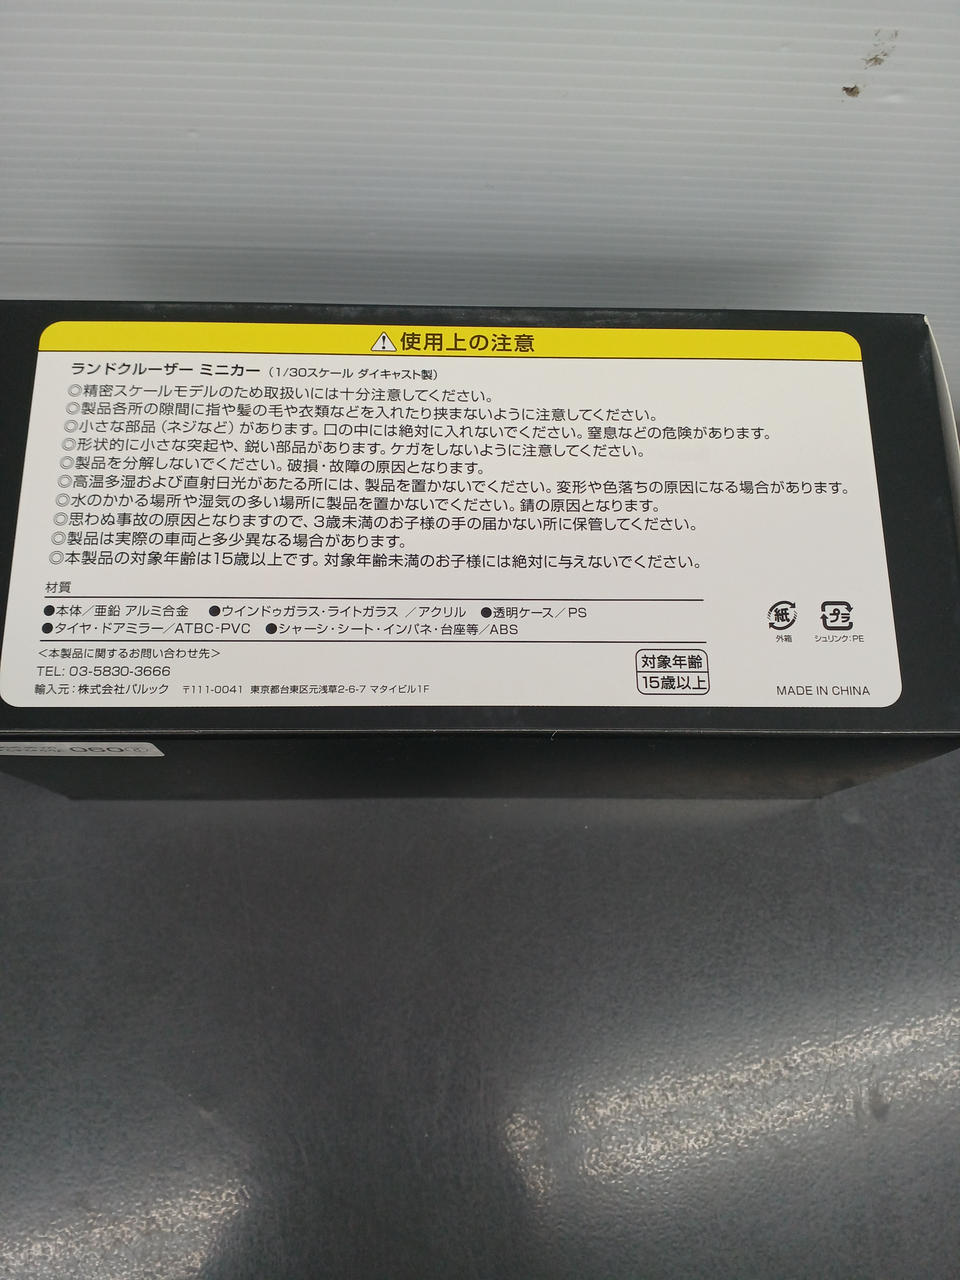 使用上の注意
ランドクルーザー ミニカー（1/30スケール ダイキャスト製）
◎精密スケールモデルのため取扱いには十分注意してください。
◎製品各所の隙間に指や髪の毛や衣類などを入れたり挟まないように注意してください。
◎小さな部品（ネジなど）があります。口の中には絶対に入れないでください。窒息などの危険があります。
◎形状的に小さな突起や、鋭い部品があります。ケガをしないように注意してください。
◎製品を分解しないでください。破損・故障の原因となります。
◎高温多湿および直射日光があたる所には、製品を置かないでください。変形や色落ちの原因になる場合があります。
◎水のかかる場所や湿気の多い場所に製品を置かないでください。錆の原因となります。
◎思わぬ事故の原因となりますので、3歳未満のお子様の手の届かない所に保管してください。
◎製品は実際の車両と多少異なる場合があります。
◎本製品の対象年齢は15歳以上です。対象年齢未満のお子様には絶対に与えないでください。
材質
●本体／亜鉛 アルミ合金 ●ウインドゥガラス・ライトガラス ／アクリル ●透明ケース／PS
●タイヤ・ドアミラー／ATBC-PVC ●シャーシ・シート・インパネ・台座等／ABS
紙
外箱
プラ
シュリンク:PE
＜本製品に関するお問い合わせ先＞
TEL: 03-5830-3666
輸入元：株式会社バルック 〒111-0041 東京都台東区元浅草2-6-7 マタイビル1F
対象年齢
15歳以上
MADE IN CHINA